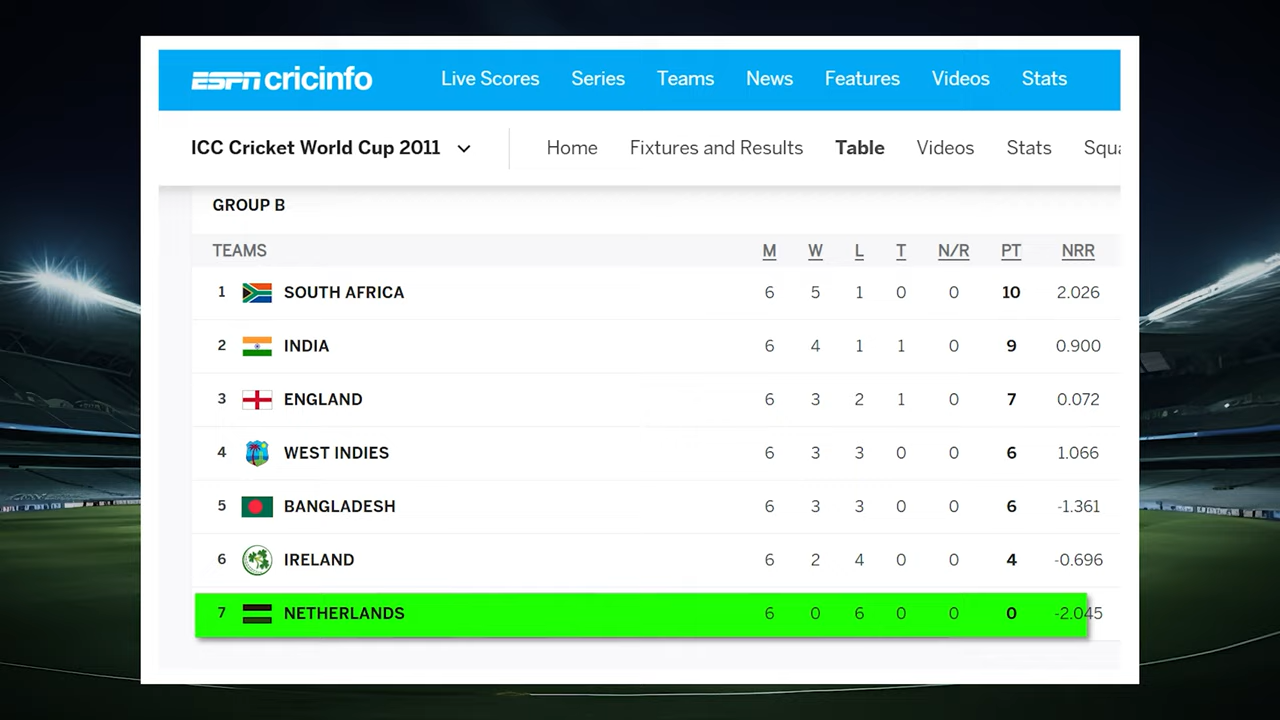 ESPN cricinfo Live Scores Series Teams News Features Videos Stats
ICC Cricket World Cup 2011 Home Fixtures and Results Table Videos Stats Squa
GROUP B
TEAMS M W L T N/R PT NRR
1 SOUTH AFRICA 6 5 1 0 0 10 2.026
2 INDIA 6 4 1 1 0 9 0.900
3 ENGLAND 6 3 2 1 0 7 0.072
4 WEST INDIES 6 3 3 0 0 6 1.066
5 BANGLADESH 6 3 3 0 0 6 -1.361
6 IRELAND 6 2 4 0 0 4 -0.696
7 NETHERLANDS 6 0 6 0 0 0 -2.045